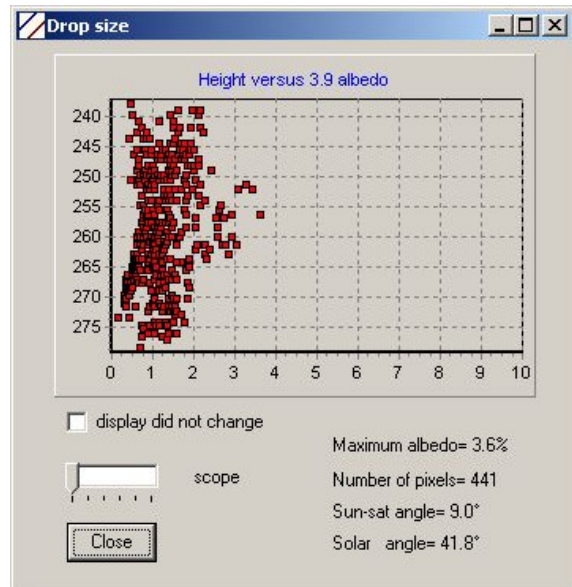 Drop size
Height versus 3.9 albedo
240
245
250
255
260
265
270
275
0 1 2 3 4 5 6 7 8 9 10
display did not change
scope
Close
Maximum albedo= 3.6%
Number of pixels= 441
Sun-sat angle= 9.0°
Solar angle= 41.8°